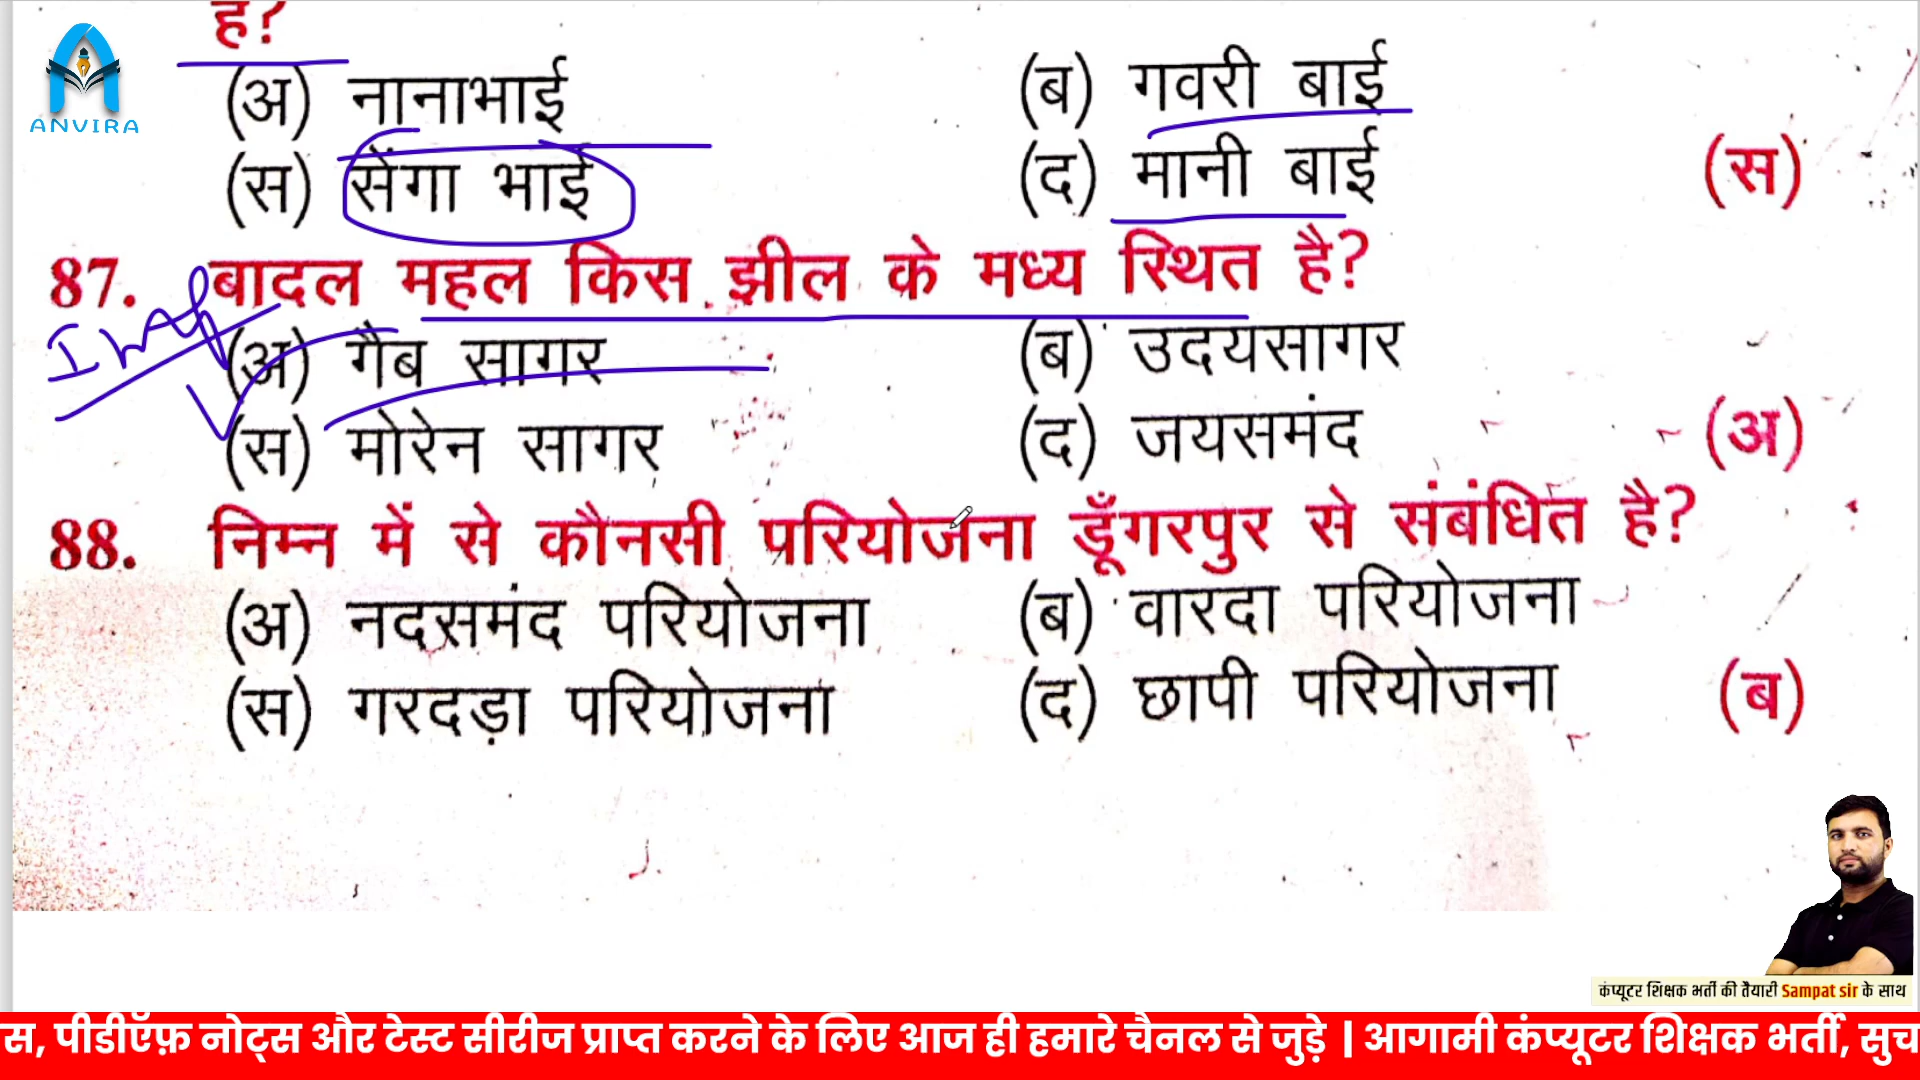 है?
ANVIRA
(अ) नानाभाई (ब) गवरी बाई
(स) सेंगा भाई (द) मानी बाई (स)
87. बादल महल किस झील के मध्य स्थित है?
Imp
(अ) गैब सागर (ब) उदयसागर
(स) मोरेन सागर (द) जयसमंद (अ)
88. निम्न में से कौनसी परियोजना डूँगरपुर से संबंधित है?
(अ) नदसमंद परियोजना (ब) वारदा परियोजना
(स) गरदड़ा परियोजना (द) छापी परियोजना (ब)
कंप्यूटर शिक्षक भर्ती की तैयारी Sampat sir के साथ
स, पीडीऍफ़ नोट्स और टेस्ट सीरीज प्राप्त करने के लिए आज ही हमारे चैनल से जुड़े | आगामी कंप्यूटर शिक्षक भर्ती, सुच